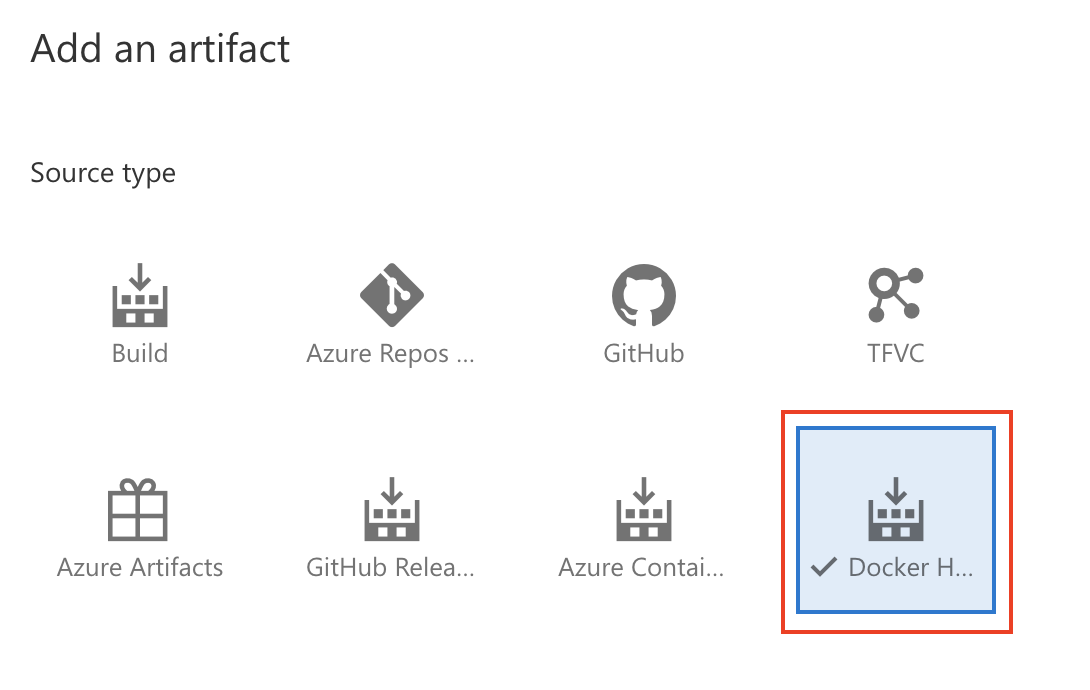 Add an artifact
Source type
Build
Azure Repos ...
GitHub
TFVC
Azure Artifacts
GitHub Relea...
Azure Contai...
Docker H...